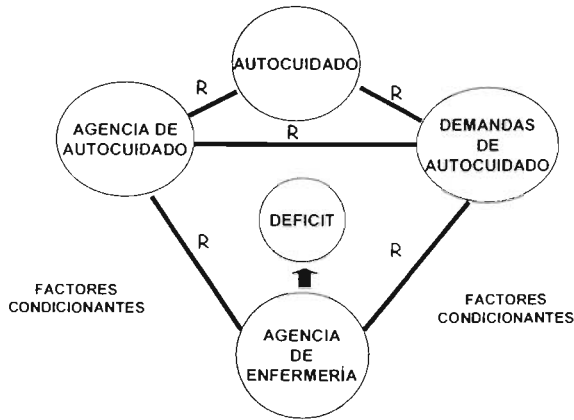 AUTOCUIDADO
R
R
AGENCIA DE
AUTOCUIDADO
R
DEMANDAS
DE
AUTOCUIDADO
DEFICIT
R
R
FACTORES
CONDICIONANTES
FACTORES
CONDICIONANTES
AGENCIA
DE
ENFERMERÍA